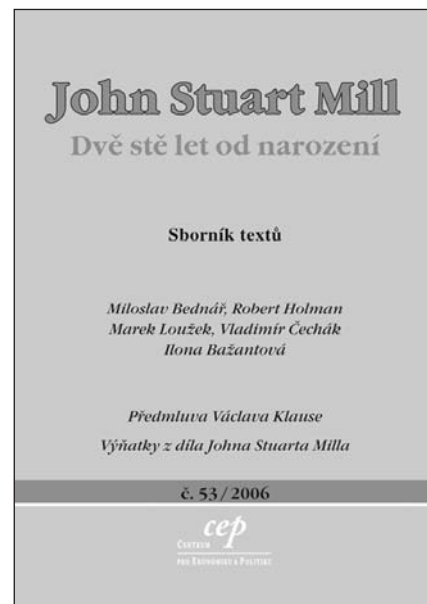 John Stuart Mill
Dvě stě let od narození
Sborník textů
Miloslav Bednář, Robert Holman
Marek Loužek, Vladimír Čechák
Ilona Bažantová
Předmluva Václava Klause
Výňatky z díla Johna Stuarta Milla
č. 53/2006
cep
CENTRUM
PRO EKONOMIKU A POLITIKU